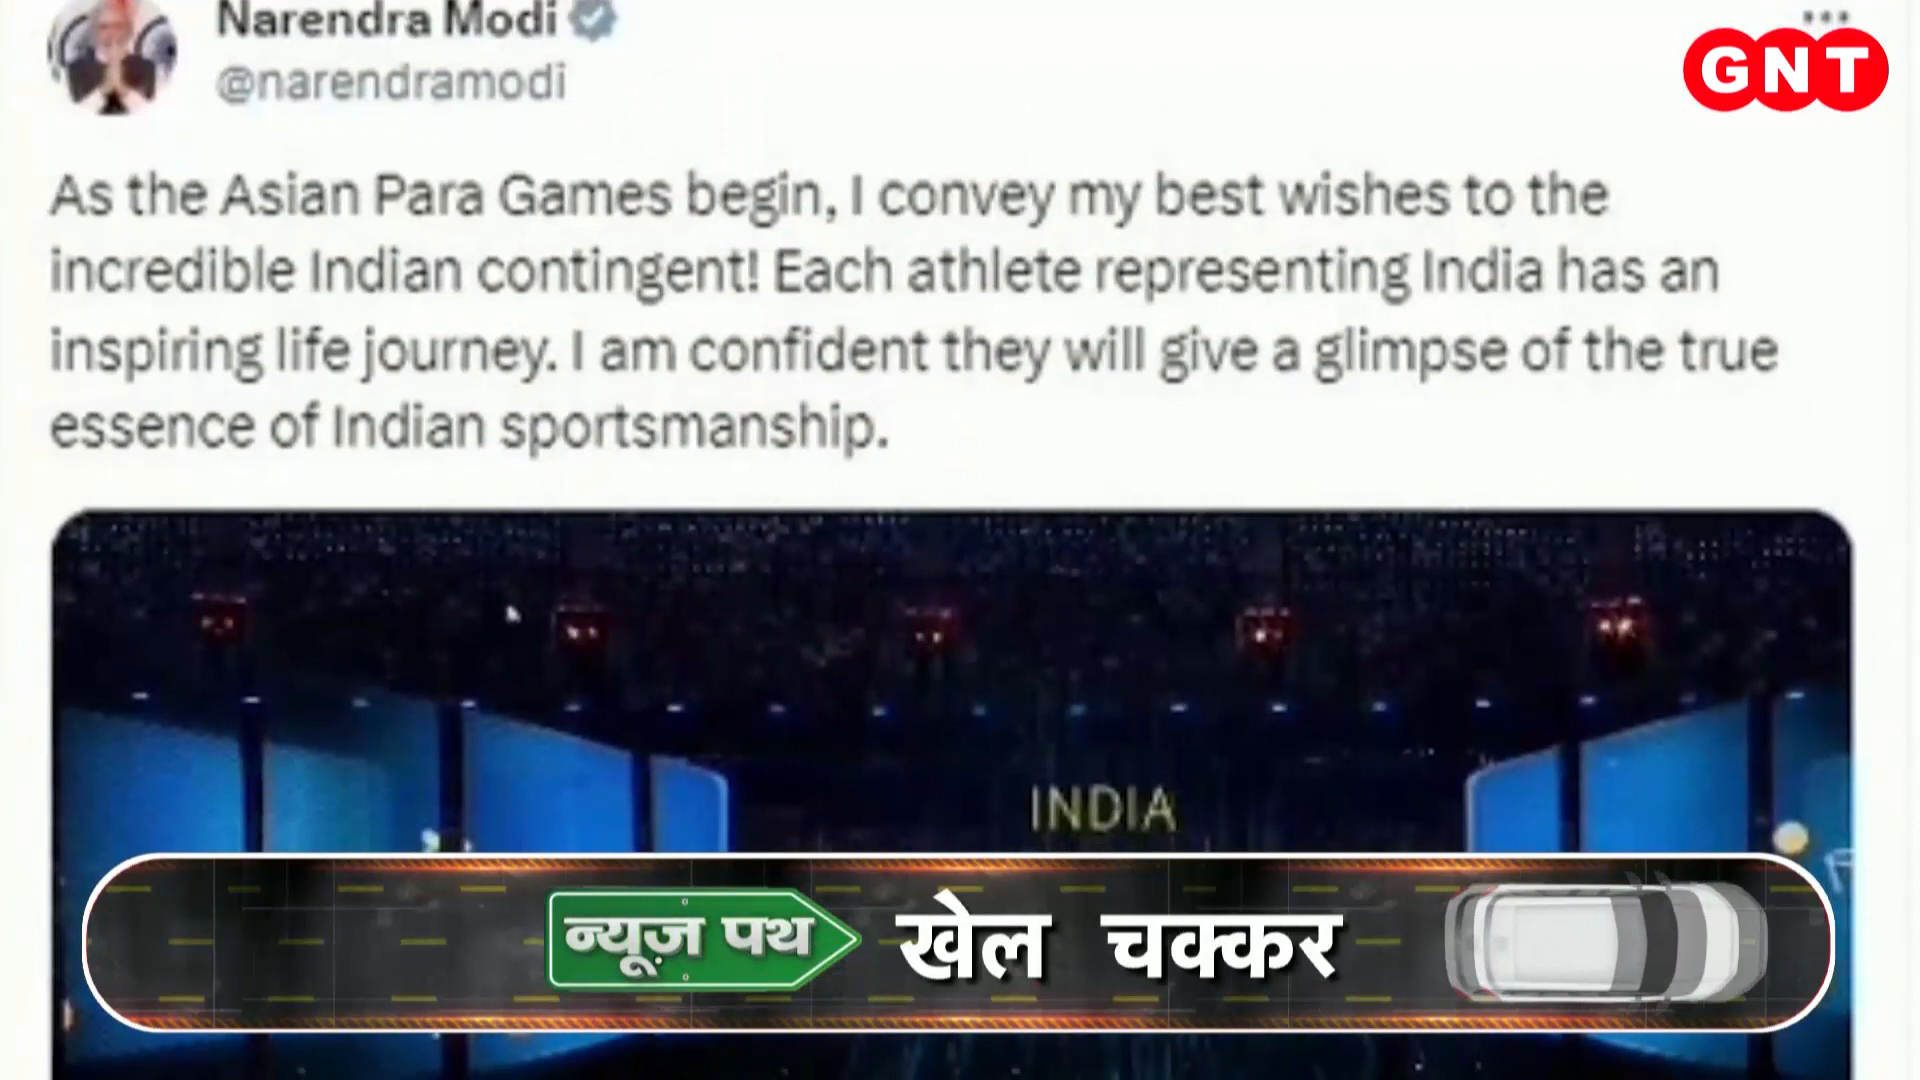 Narendra Modi
@narendramodi
GNT
As the Asian Para Games begin, I convey my best wishes to the
incredible Indian contingent! Each athlete representing India has an
inspiring life journey. I am confident they will give a glimpse of the true
essence of Indian sportsmanship.
INDIA
न्यूज़ पथ खेल चक्कर